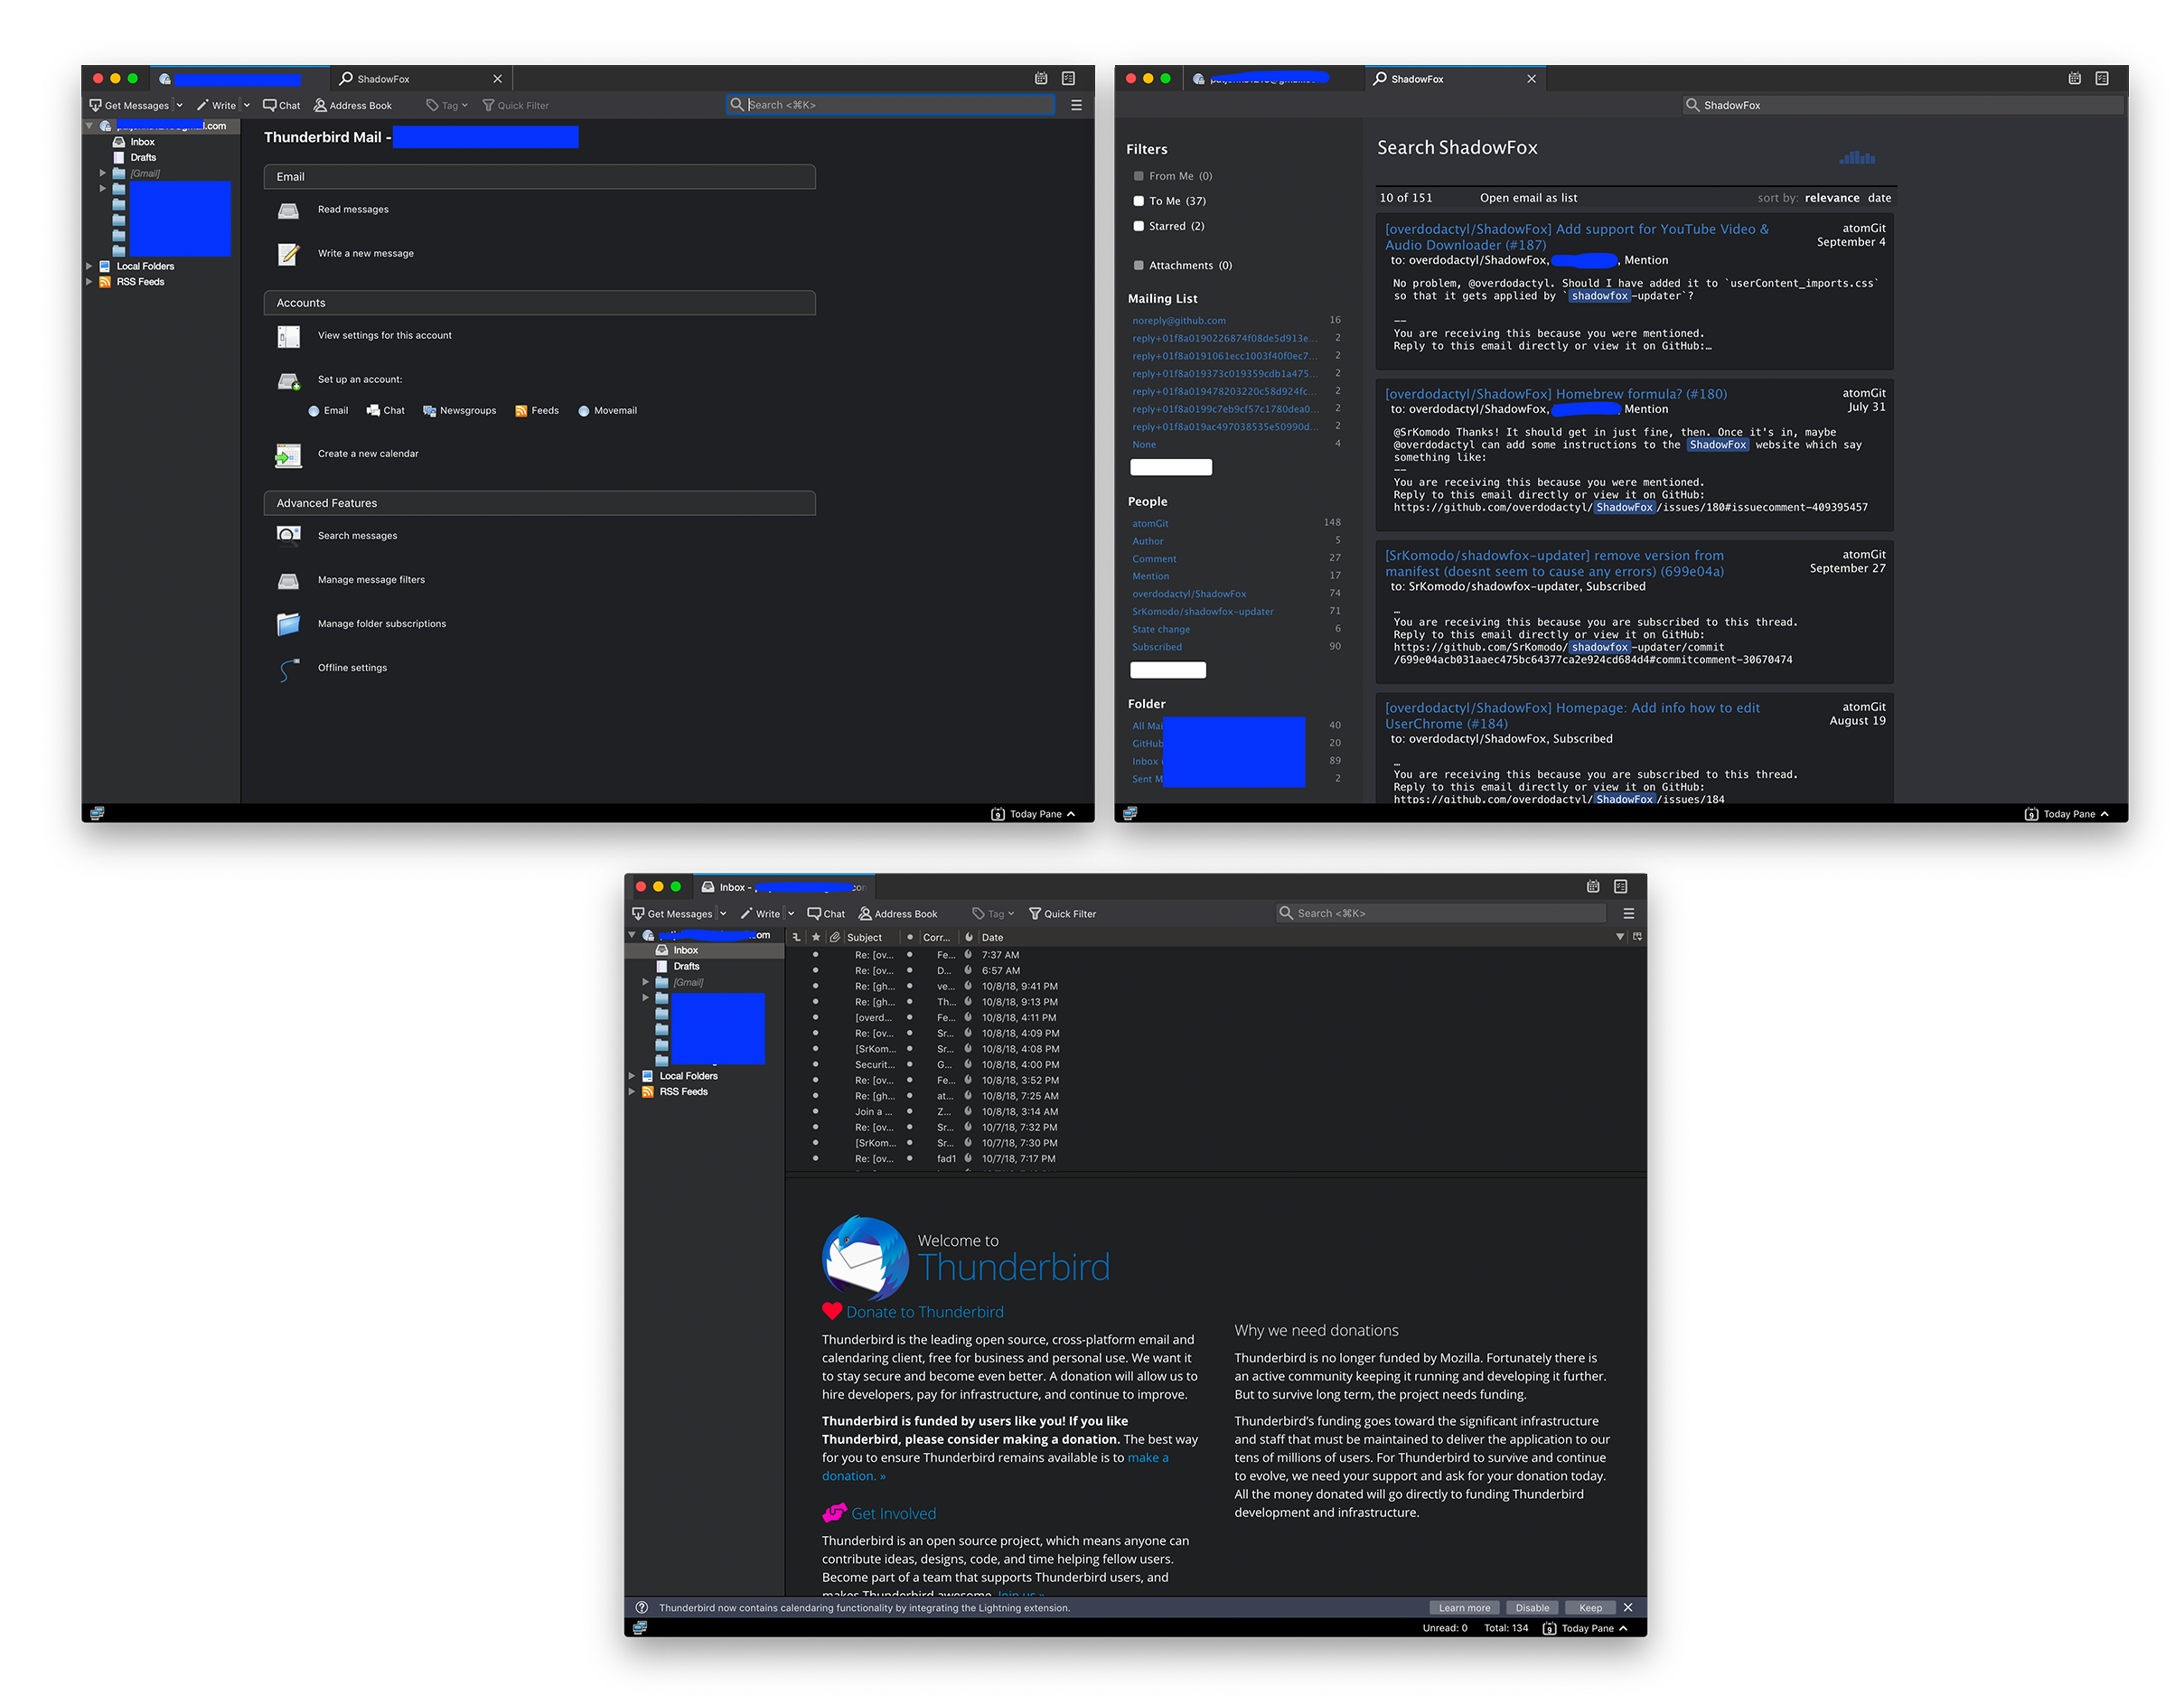 ShadowFox
Get Messages
Write
Chat
Address Book
Tag
Quick Filter
Search <⌘K>
.com
Inbox
Drafts
[Gmail]
Local Folders
RSS Feeds
Thunderbird Mail -
Email
Read messages
Write a new message
Accounts
View settings for this account
Set up an account:
Email
Chat
Newsgroups
Feeds
Movemail
Create a new calendar
Advanced Features
Search messages
Manage message filters
Manage folder subscriptions
Offline settings
9
Today Pane
ShadowFox
ShadowFox
Filters
From Me (0)
To Me (37)
Starred (2)
Attachments (0)
Mailing List
noreply@github.com 16
reply+01f8a0190226874f08de5d913e... 2
reply+01f8a0191061ecc1003f40f0ec7... 2
reply+01f8a019373c019359cdb1a475... 2
reply+01f8a019478203220c58d924fc... 2
reply+01f8a0199c7eb9cf57c1780dea0... 2
reply+01f8a019ac497038535e50990d... 2
None 4
People
atomGit 148
Author 5
Comment 27
Mention 17
overdodactyl/ShadowFox 74
SrKomodo/shadowfox-updater 71
State change 6
Subscribed 90
Folder
All Mai 40
GitHub 20
Inbox 89
Sent M 2
Search ShadowFox
10 of 151 Open email as list sort by: relevance date
[overdodactyl/ShadowFox] Add support for YouTube Video & atomGit
Audio Downloader (#187) September 4
to: overdodactyl/ShadowFox, , Mention
No problem, @overdodactyl. Should I have added it to `userContent_imports.css`
so that it gets applied by `shadowfox-updater`?
——
You are receiving this because you were mentioned.
Reply to this email directly or view it on GitHub:…
[overdodactyl/ShadowFox] Homebrew formula? (#180) atomGit
to: overdodactyl/ShadowFox, , Mention July 31
@SrKomodo Thanks! It should get in just fine, then. Once it's in, maybe
@overdodactyl can add some instructions to the ShadowFox website which say
something like:
——
You are receiving this because you were mentioned.
Reply to this email directly or view it on GitHub:
https://github.com/overdodactyl/ShadowFox/issues/180#issuecomment-409395457
[SrKomodo/shadowfox-updater] remove version from atomGit
manifest (doesnt seem to cause any errors) (699e04a) September 27
to: SrKomodo/shadowfox-updater, Subscribed
…
You are receiving this because you are subscribed to this thread.
Reply to this email directly or view it on GitHub:
https://github.com/SrKomodo/shadowfox-updater/commit
/699e04acb031aaec475bc64377ca2e924cd684d4#commitcomment-30670474
[overdodactyl/ShadowFox] Homepage: Add info how to edit atomGit
UserChrome (#184) August 19
to: overdodactyl/ShadowFox, Subscribed
…
You are receiving this because you are subscribed to this thread.
Reply to this email directly or view it on GitHub:
https://github.com/overdodactyl/ShadowFox/issues/184
9
Today Pane
Inbox -
Get Messages
Write
Chat
Address Book
Tag
Quick Filter
Search <⌘K>
Inbox
Drafts
[Gmail]
Local Folders
RSS Feeds
Subject Corr... Date
Re: [ov... Fe... 7:37 AM
Re: [ov... D... 6:57 AM
Re: [gh... ve... 10/8/18, 9:41 PM
Re: [gh... Th... 10/8/18, 9:13 PM
[overd... Fe... 10/8/18, 4:11 PM
Re: [ov... Sr... 10/8/18, 4:09 PM
[SrKom... Sr... 10/8/18, 4:08 PM
Securit... G... 10/8/18, 4:00 PM
Re: [ov... Fe... 10/8/18, 3:52 PM
Re: [gh... at... 10/8/18, 7:25 AM
Join a ... Z... 10/8/18, 3:14 AM
Re: [ov... Sr... 10/7/18, 7:32 PM
[SrKom... Sr... 10/7/18, 7:30 PM
Re: [ov... fad1 10/7/18, 7:17 PM
Welcome to
Thunderbird
Donate to Thunderbird
Thunderbird is the leading open source, cross-platform email and
calendaring client, free for business and personal use. We want it
to stay secure and become even better. A donation will allow us to
hire developers, pay for infrastructure, and continue to improve.
Thunderbird is funded by users like you! If you like
Thunderbird, please consider making a donation. The best way
for you to ensure Thunderbird remains available is to make a
donation. »
Get Involved
Thunderbird is an open source project, which means anyone can
contribute ideas, designs, code, and time helping fellow users.
Become part of a team that supports Thunderbird users, and
makes Thunderbird awesome. Join us »
Why we need donations
Thunderbird is no longer funded by Mozilla. Fortunately there is
an active community keeping it running and developing it further.
But to survive long term, the project needs funding.
Thunderbird's funding goes toward the significant infrastructure
and staff that must be maintained to deliver the application to our
tens of millions of users. For Thunderbird to survive and continue
to evolve, we need your support and ask for your donation today.
All the money donated will go directly to funding Thunderbird
development and infrastructure.
Thunderbird now contains calendaring functionality by integrating the Lightning extension.
Learn more
Disable
Keep
Unread: 0 Total: 134
9
Today Pane